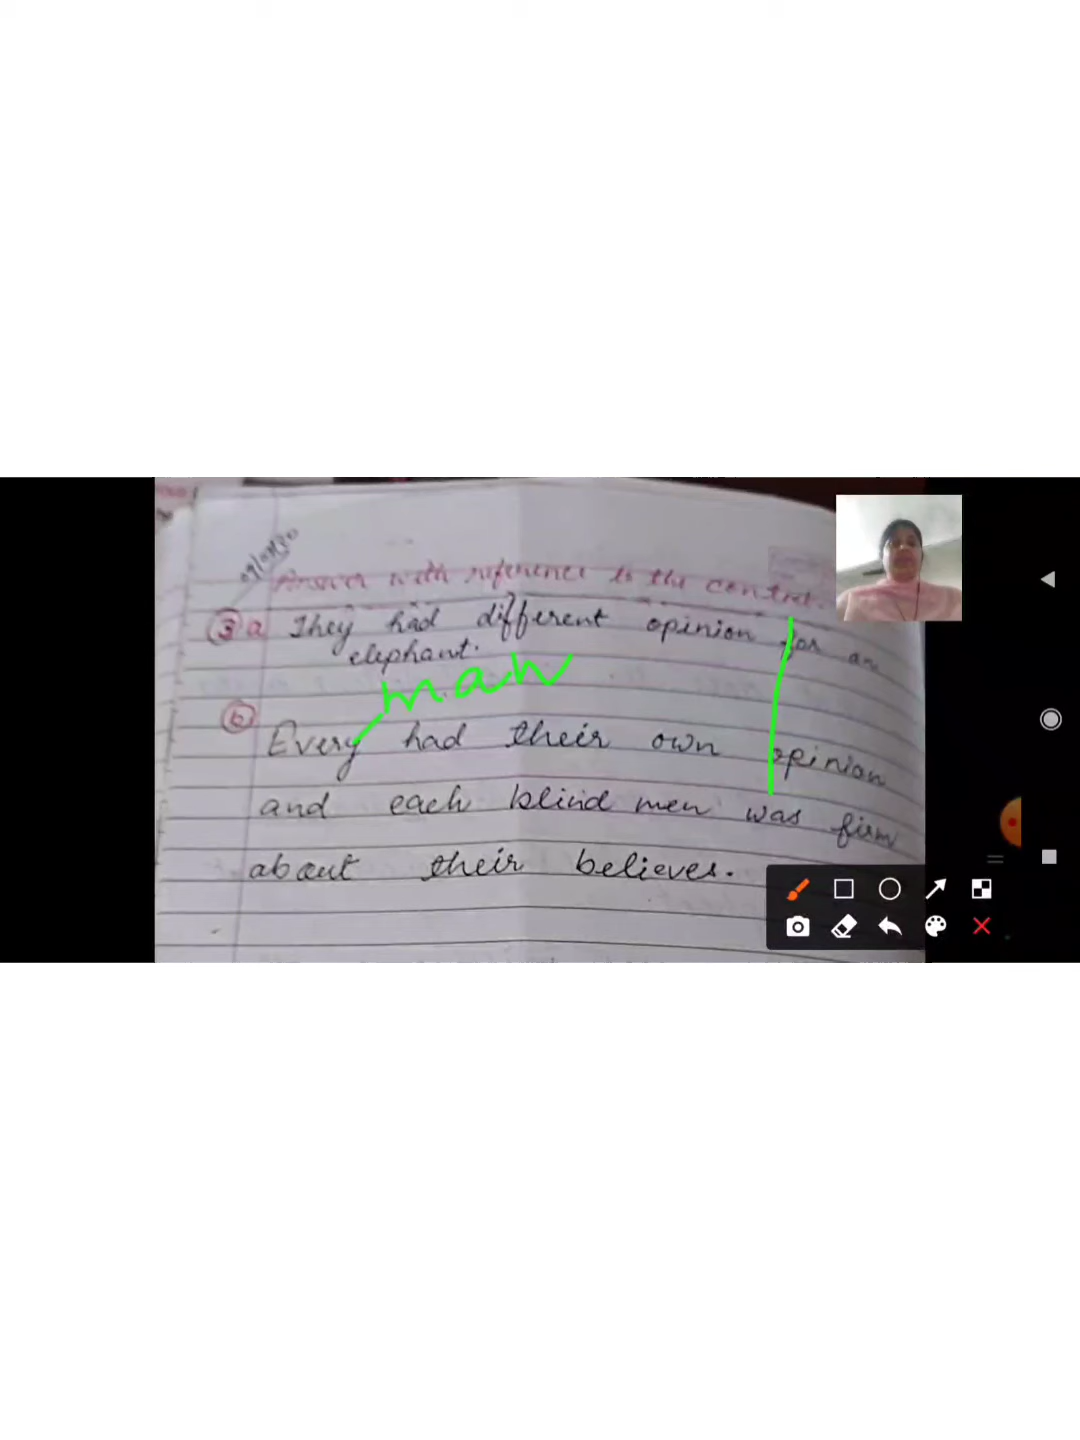 Answer with reference to the context.
3 a They had different opinion for an
elephant.
man
b
Every had their own opinion
and each blind men was firm
about their believes.